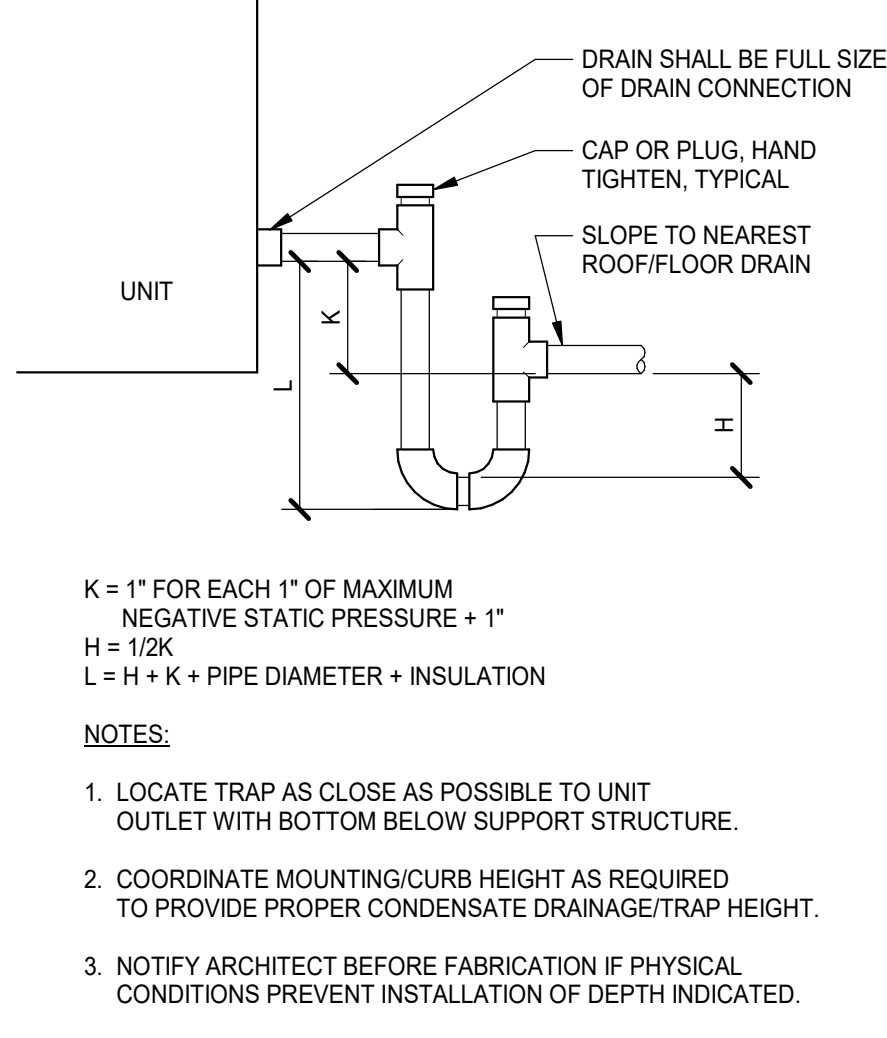 DRAIN SHALL BE FULL SIZE
OF DRAIN CONNECTION
CAP OR PLUG, HAND
TIGHTEN, TYPICAL
SLOPE TO NEAREST
ROOF/FLOOR DRAIN
UNIT
K
L
H
K = 1" FOR EACH 1" OF MAXIMUM
NEGATIVE STATIC PRESSURE + 1"
H = 1/2K
L = H + K + PIPE DIAMETER + INSULATION
NOTES:
1. LOCATE TRAP AS CLOSE AS POSSIBLE TO UNIT
OUTLET WITH BOTTOM BELOW SUPPORT STRUCTURE.
2. COORDINATE MOUNTING/CURB HEIGHT AS REQUIRED
TO PROVIDE PROPER CONDENSATE DRAINAGE/TRAP HEIGHT.
3. NOTIFY ARCHITECT BEFORE FABRICATION IF PHYSICAL
CONDITIONS PREVENT INSTALLATION OF DEPTH INDICATED.